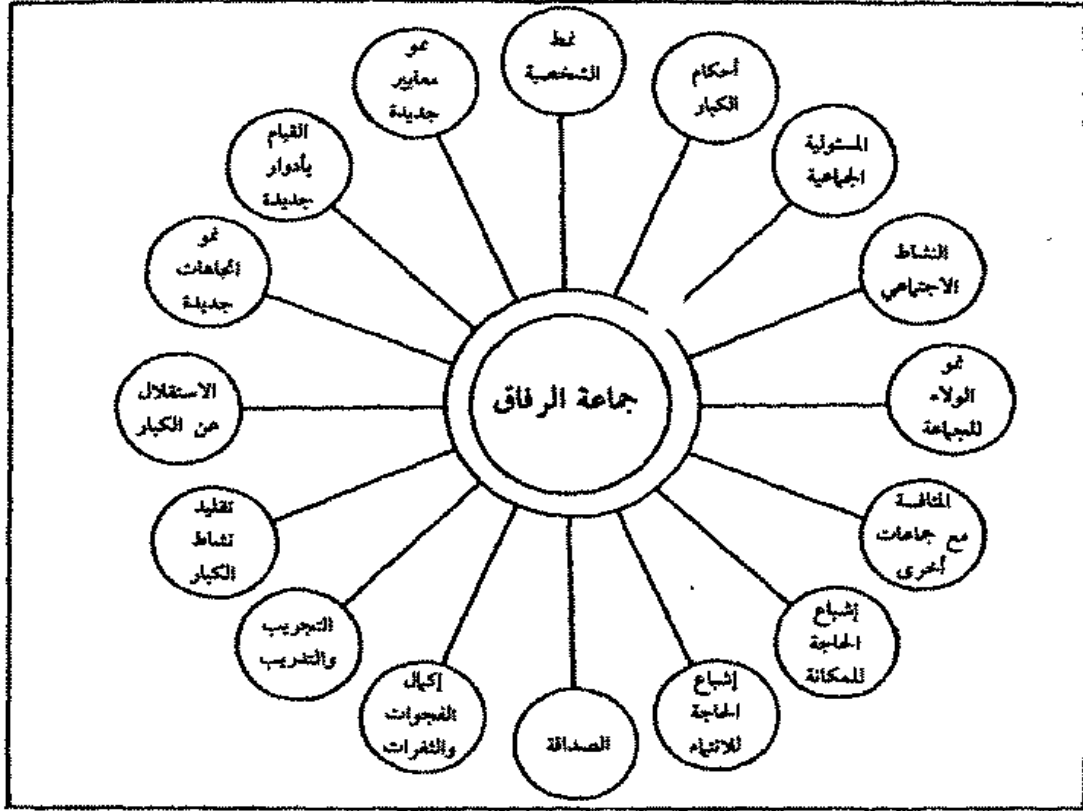 نمط
الشخصية
أحكام
الكبار
المسئولية
الجماعية
النشاط
الاجتماعي
نمو
الولاء
للجماعة
المنافسة
مع جماعات
أخرى
إشباع
الحاجة
للمكانة
إشباع
الحاجة
للانتماء
الصداقة
إكمال
الفجوات
والثغرات
التجريب
والتدريب
تقليد
نشاط
الكبار
الاستقلال
عن الكبار
نمو
اتجاهات
جديدة
القيام
بأدوار
جديدة
نمو
معايير
جديدة
جماعة الرفاق